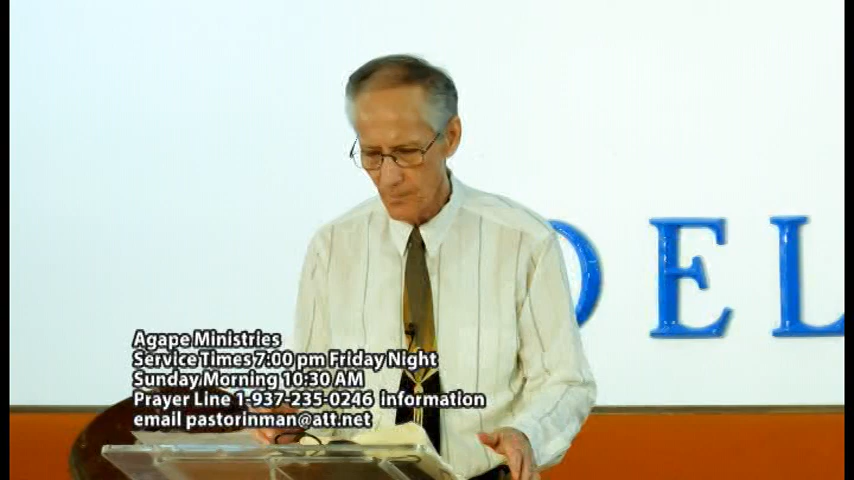 DEL
Agape Ministries
Service Times 7:00 pm Friday Night
Sunday Morning 10:30 AM
Prayer Line 1-937-235-0246 information
email pastorinman@att.net